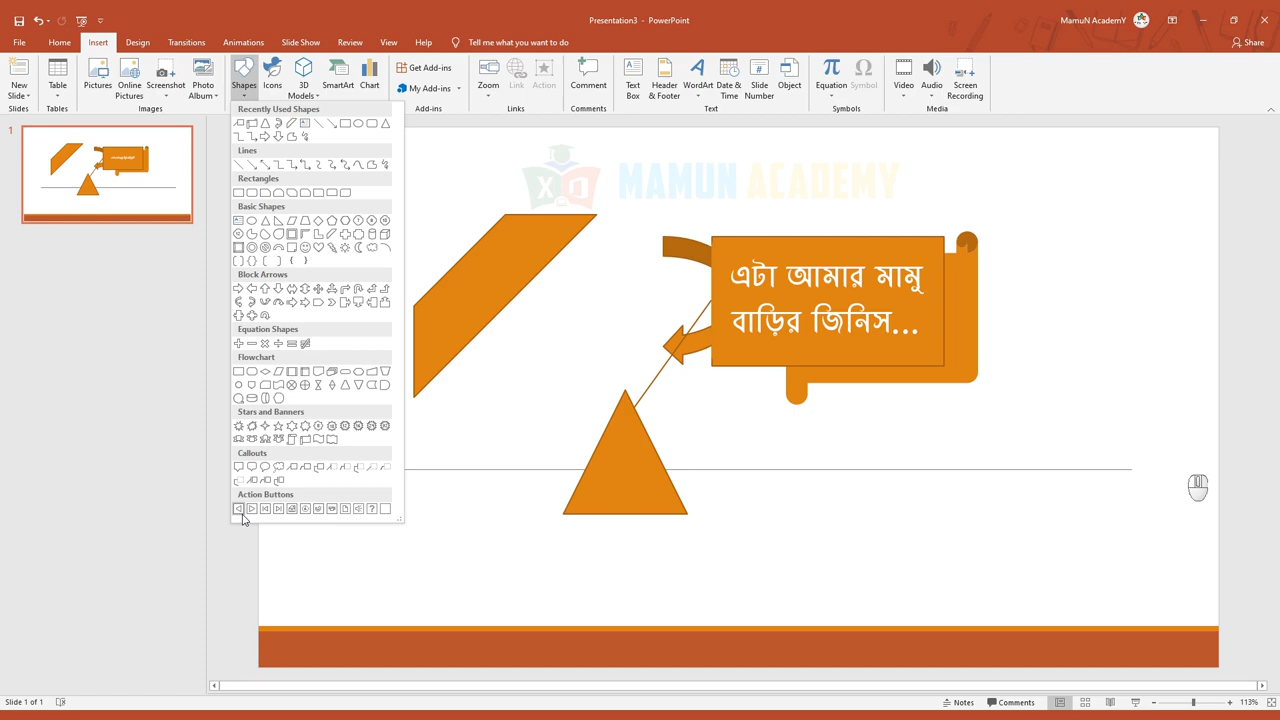 Presentation3 - PowerPoint
MamuN AcademY
File
Home
Insert
Design
Transitions
Animations
Slide Show
Review
View
Help
Tell me what you want to do
Share
New Slide
Table
Pictures
Online Pictures
Screenshot
Photo Album
Shapes
Icons
3D Models
SmartArt
Chart
Get Add-ins
My Add-ins
Zoom
Link
Action
Comment
Text Box
Header & Footer
WordArt
Date & Time
Slide Number
Object
Equation
Symbol
Video
Audio
Screen Recording
Slides
Tables
Images
Add-ins
Links
Comments
Text
Symbols
Media
Recently Used Shapes
Lines
Rectangles
Basic Shapes
Block Arrows
Equation Shapes
Flowchart
Stars and Banners
Callouts
Action Buttons
1
MAMUN ACADEMY
এটা আমার মামু
বাড়ির জিনিস...
Slide 1 of 1
Notes
Comments
113%